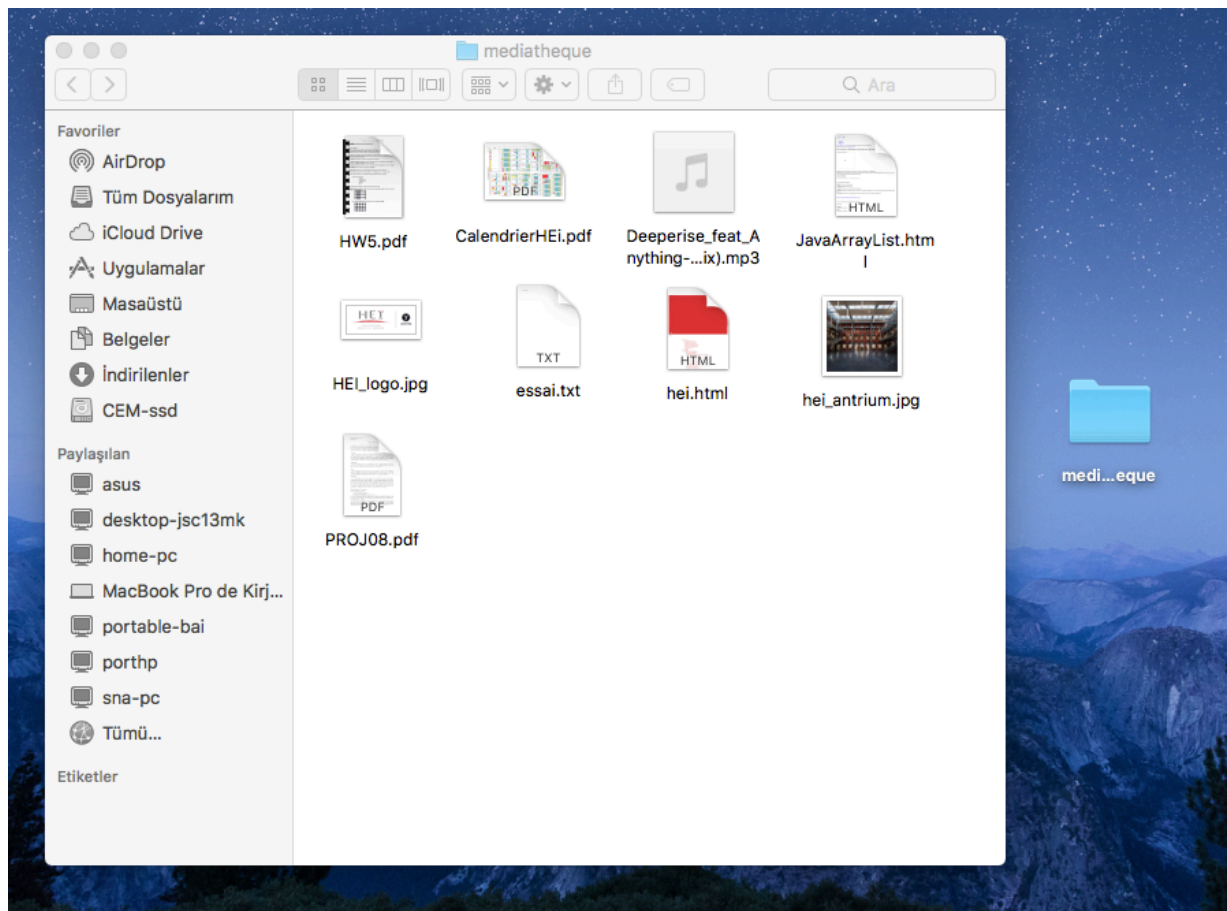 mediatheque
Ara
Favoriler
AirDrop
Tüm Dosyalarım
iCloud Drive
Uygulamalar
Masaüstü
Belgeler
İndirilenler
CEM-ssd
Paylaşılan
asus
desktop-jsc13mk
home-pc
MacBook Pro de Kirj...
portable-bai
porthp
sna-pc
Tümü...
Etiketler
PDF
HTML
HW5.pdf
CalendrierHEi.pdf
Deeperise_feat_A
nything-...ix).mp3
JavaArrayList.htm
l
HEI
TXT
HTML
HEI_logo.jpg
essai.txt
hei.html
hei_antrium.jpg
PDF
PROJ08.pdf
medi...eque